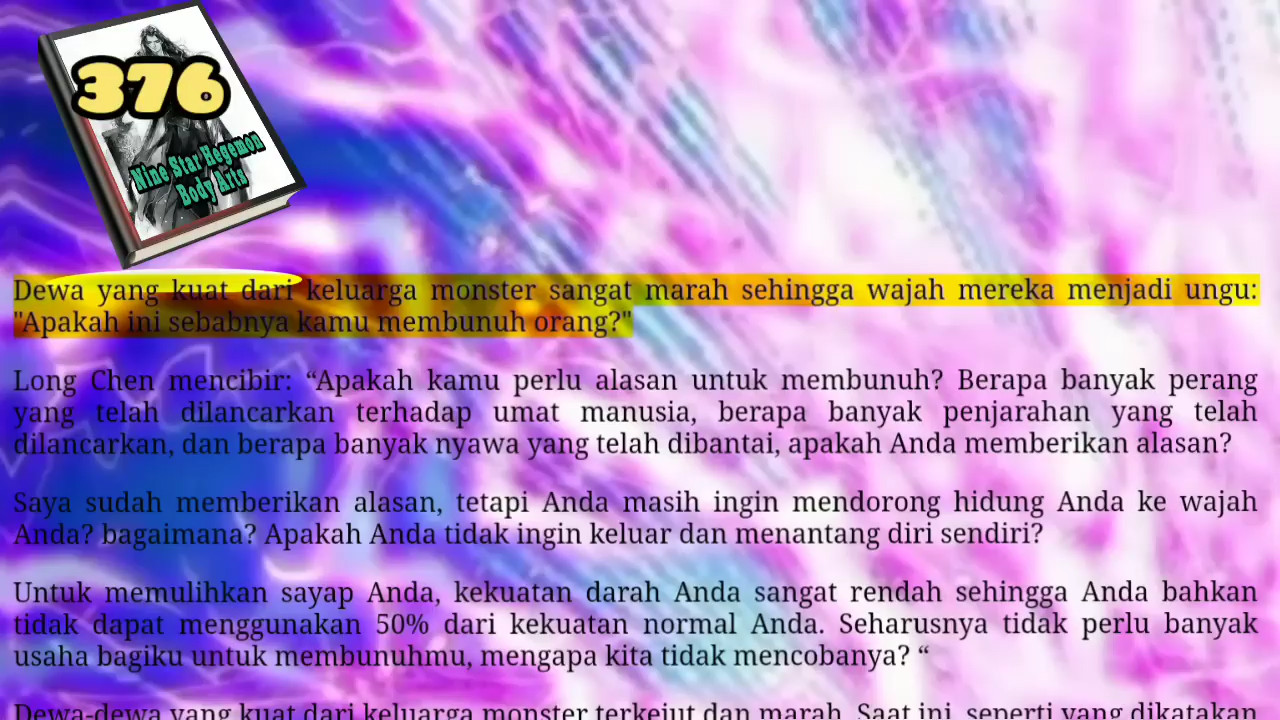 376
Nine Star Hegemon
Body Arts
Dewa yang kuat dari keluarga monster sangat marah sehingga wajah mereka menjadi ungu:
"Apakah ini sebabnya kamu membunuh orang?"
Long Chen mencibir: “Apakah kamu perlu alasan untuk membunuh? Berapa banyak perang
yang telah dilancarkan terhadap umat manusia, berapa banyak penjarahan yang telah
dilancarkan, dan berapa banyak nyawa yang telah dibantai, apakah Anda memberikan alasan?
Saya sudah memberikan alasan, tetapi Anda masih ingin mendorong hidung Anda ke wajah
Anda? bagaimana? Apakah Anda tidak ingin keluar dan menantang diri sendiri?
Untuk memulihkan sayap Anda, kekuatan darah Anda sangat rendah sehingga Anda bahkan
tidak dapat menggunakan 50% dari kekuatan normal Anda. Seharusnya tidak perlu banyak
usaha bagiku untuk membunuhmu, mengapa kita tidak mencobanya? “
Dewa-dewa yang kuat dari keluarga monster terkejut dan marah. Saat ini, seperti yang dikatakan